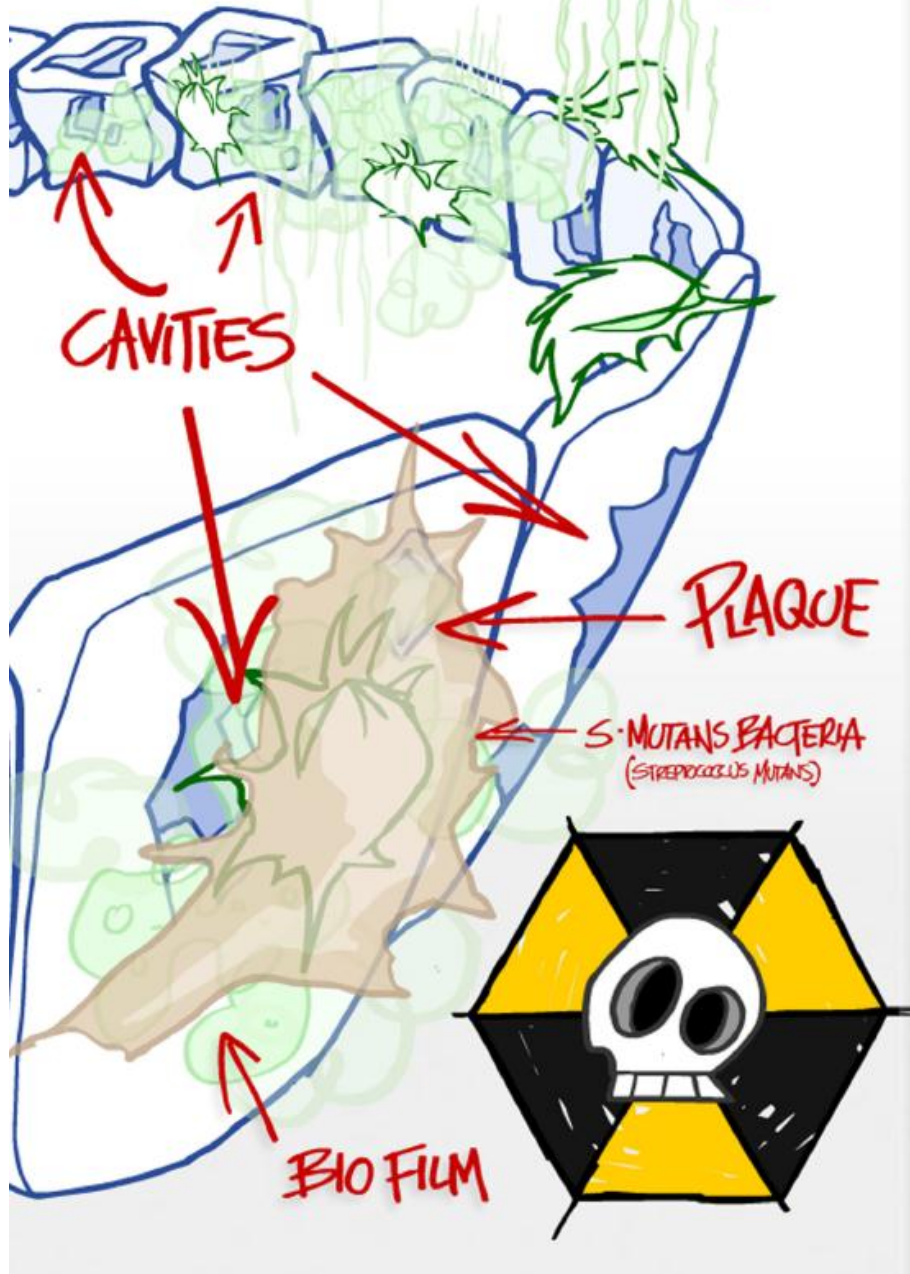 CAVITIES
PLAQUE
S. MUTANS BACTERIA
(STREPTOCOCCUS MUTANS)
BIO FILM